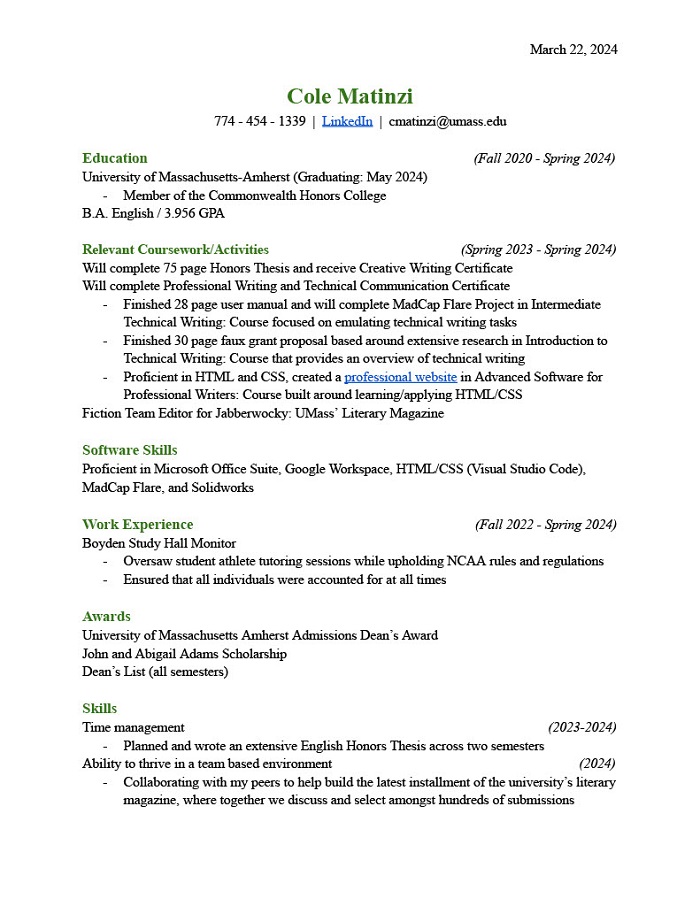 March 22, 2024
Cole Matinzi
774 - 454 - 1339 | LinkedIn | cmatinzi@umass.edu
Education (Fall 2020 - Spring 2024)
University of Massachusetts-Amherst (Graduating: May 2024)
- Member of the Commonwealth Honors College
B.A. English / 3.956 GPA
Relevant Coursework/Activities (Spring 2023 - Spring 2024)
Will complete 75 page Honors Thesis and receive Creative Writing Certificate
Will complete Professional Writing and Technical Communication Certificate
- Finished 28 page user manual and will complete MadCap Flare Project in Intermediate
Technical Writing: Course focused on emulating technical writing tasks
- Finished 30 page faux grant proposal based around extensive research in Introduction to
Technical Writing: Course that provides an overview of technical writing
- Proficient in HTML and CSS, created a professional website in Advanced Software for
Professional Writers: Course built around learning/applying HTML/CSS
Fiction Team Editor for Jabberwocky: UMass’ Literary Magazine
Software Skills
Proficient in Microsoft Office Suite, Google Workspace, HTML/CSS (Visual Studio Code),
MadCap Flare, and Solidworks
Work Experience (Fall 2022 - Spring 2024)
Boyden Study Hall Monitor
- Oversaw student athlete tutoring sessions while upholding NCAA rules and regulations
- Ensured that all individuals were accounted for at all times
Awards
University of Massachusetts Amherst Admissions Dean’s Award
John and Abigail Adams Scholarship
Dean’s List (all semesters)
Skills
Time management (2023-2024)
- Planned and wrote an extensive English Honors Thesis across two semesters
Ability to thrive in a team based environment (2024)
- Collaborating with my peers to help build the latest installment of the university’s literary
magazine, where together we discuss and select amongst hundreds of submissions